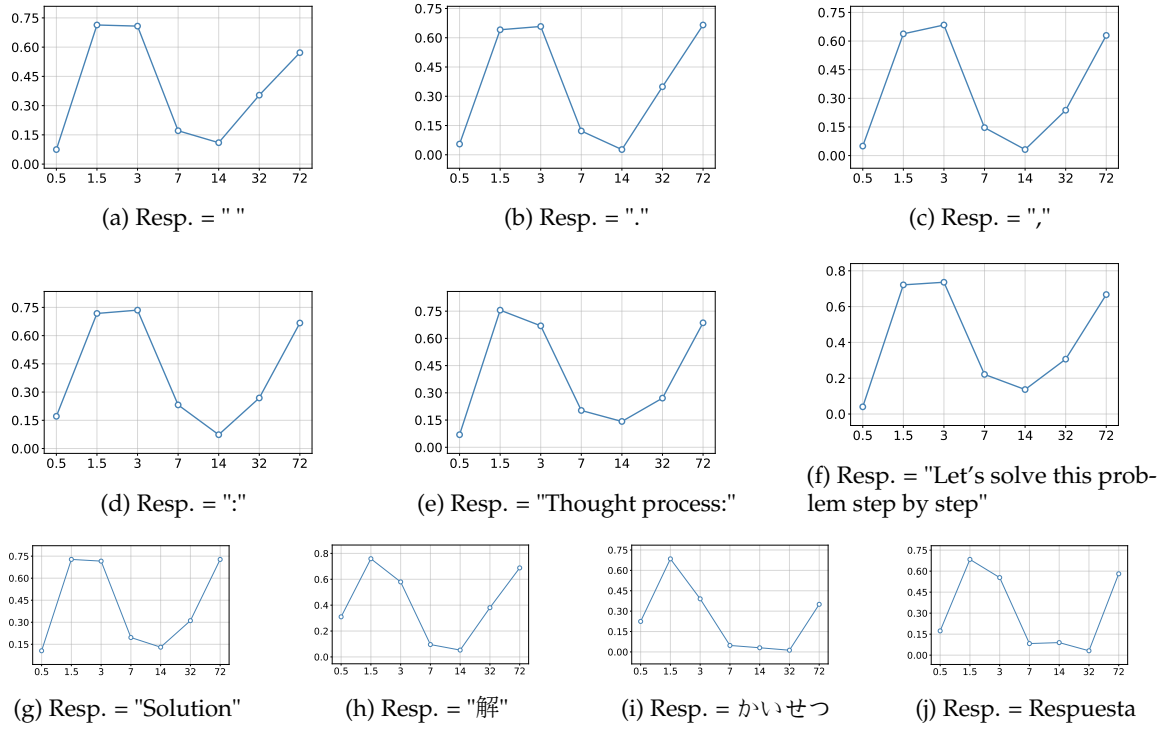 0.75
0.60
0.45
0.30
0.15
0.00
0.5 1.5 3 7 14 32 72
(a) Resp. = " "
0.75
0.60
0.45
0.30
0.15
0.00
0.5 1.5 3 7 14 32 72
(b) Resp. = "."
0.75
0.60
0.45
0.30
0.15
0.00
0.5 1.5 3 7 14 32 72
(c) Resp. = ","
0.75
0.60
0.45
0.30
0.15
0.00
0.5 1.5 3 7 14 32 72
(d) Resp. = ":"
0.75
0.60
0.45
0.30
0.15
0.00
0.5 1.5 3 7 14 32 72
(e) Resp. = "Thought process:"
0.8
0.6
0.4
0.2
0.0
0.5 1.5 3 7 14 32 72
(f) Resp. = "Let's solve this prob-
lem step by step"
0.75
0.60
0.45
0.30
0.15
0.5 1.5 3 7 14 32 72
(g) Resp. = "Solution"
0.8
0.6
0.4
0.2
0.0
0.5 1.5 3 7 14 32 72
(h) Resp. = "解"
0.75
0.60
0.45
0.30
0.15
0.00
0.5 1.5 3 7 14 32 72
(i) Resp. = かいせつ
0.75
0.60
0.45
0.30
0.15
0.00
0.5 1.5 3 7 14 32 72
(j) Resp. = Respuesta